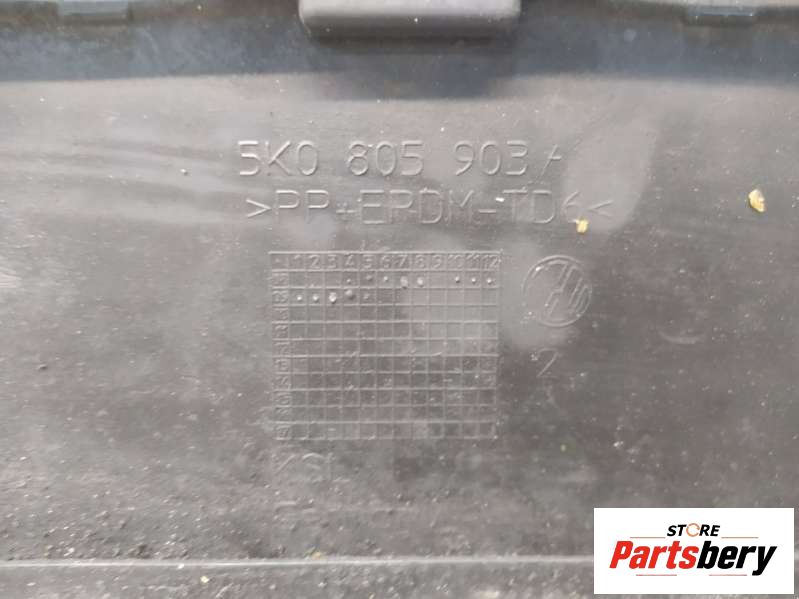 5K0 805 903 A
>PP+EPDM-TD6<
1 2 3 4 5 6 7 8 9 10 11 12
2
STORE
Partsbery